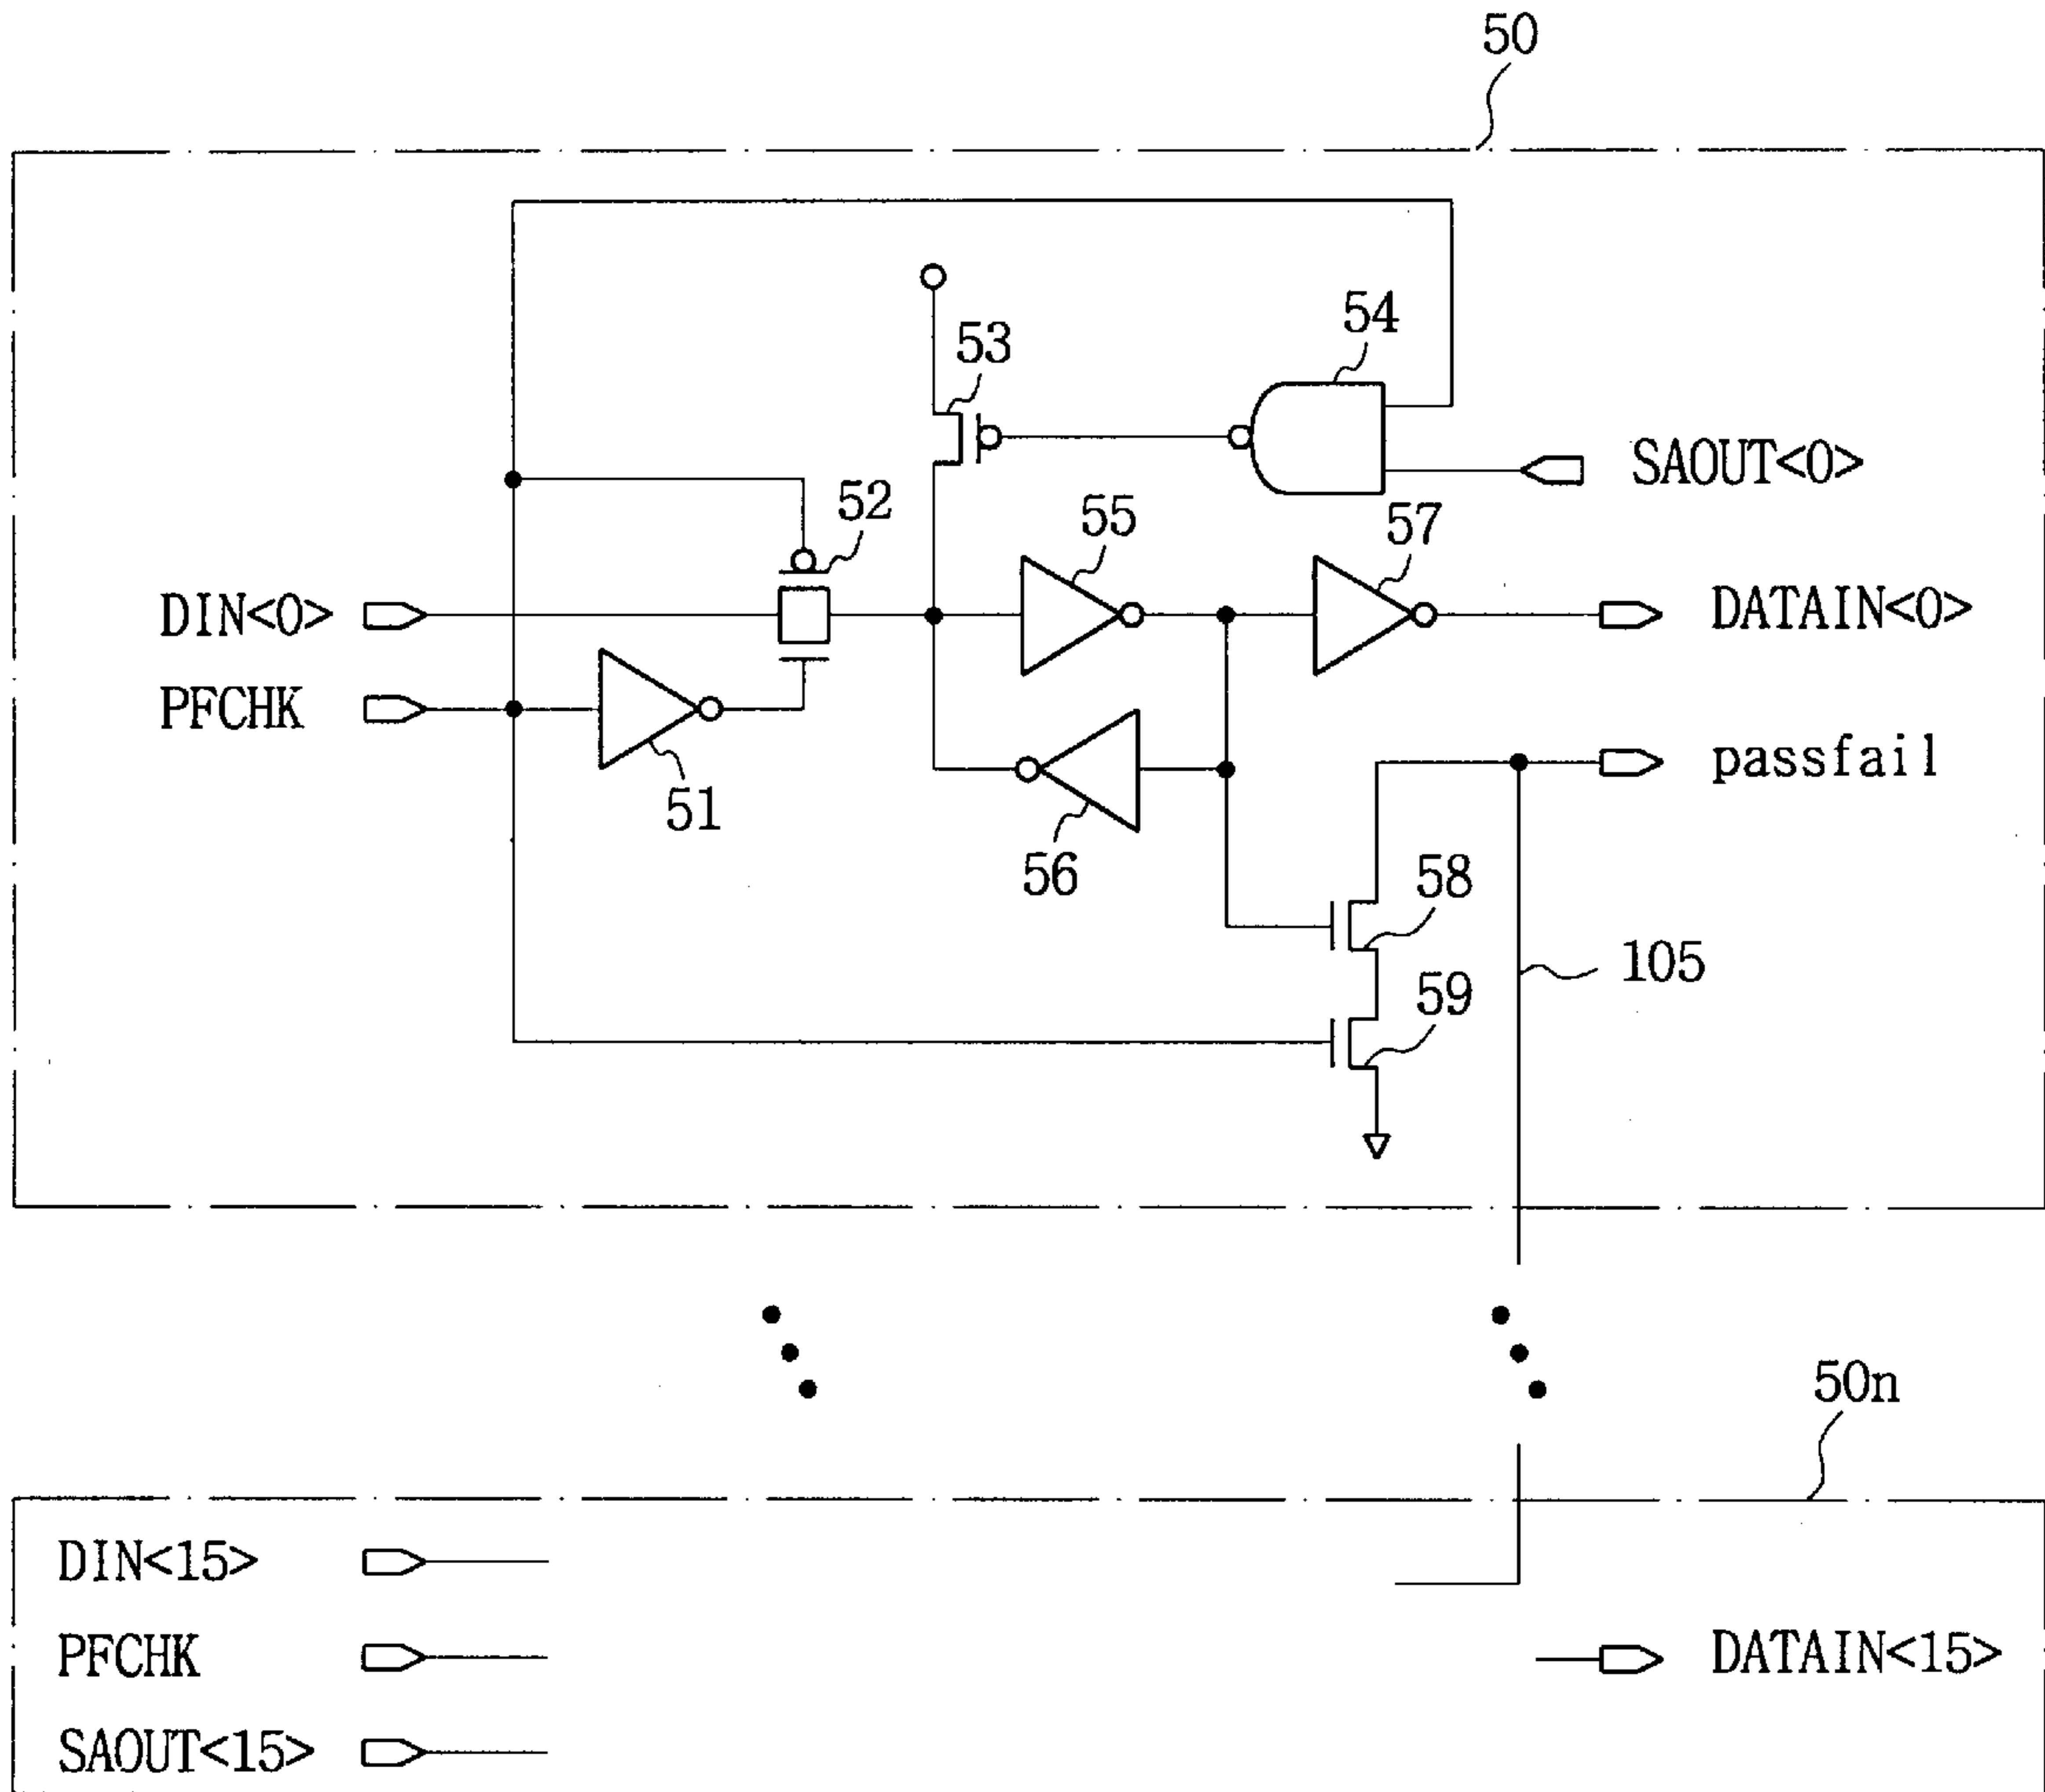 50
53
54
SAOUT<0>
52
55
57
DIN<0>
DATAIN<0>
PFCHK
51
passfail
56
58
105
59
50n
DIN<15>
PFCHK
DATAIN<15>
SAOUT<15>